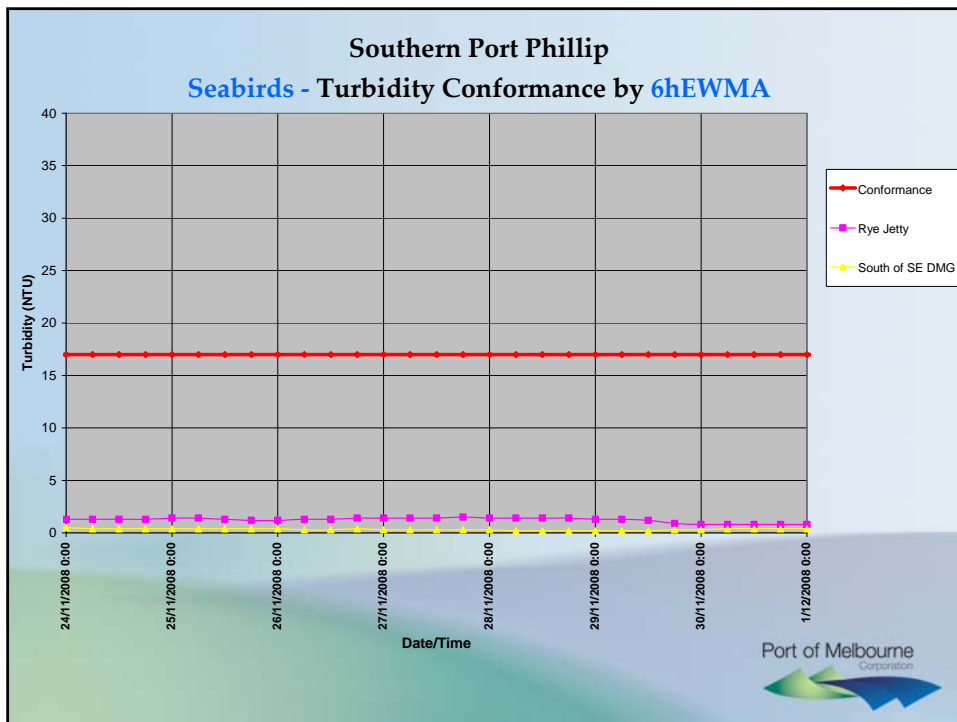 Southern Port Phillip
Seabirds - Turbidity Conformance by 6hEWMA
40
35
30
25
20
15
10
5
0
Turbidity (NTU)
24/11/2008 0:00
25/11/2008 0:00
26/11/2008 0:00
27/11/2008 0:00
28/11/2008 0:00
29/11/2008 0:00
30/11/2008 0:00
1/12/2008 0:00
Date/Time
Conformance
Rye Jetty
South of SE DMG
Port of Melbourne
Corporation